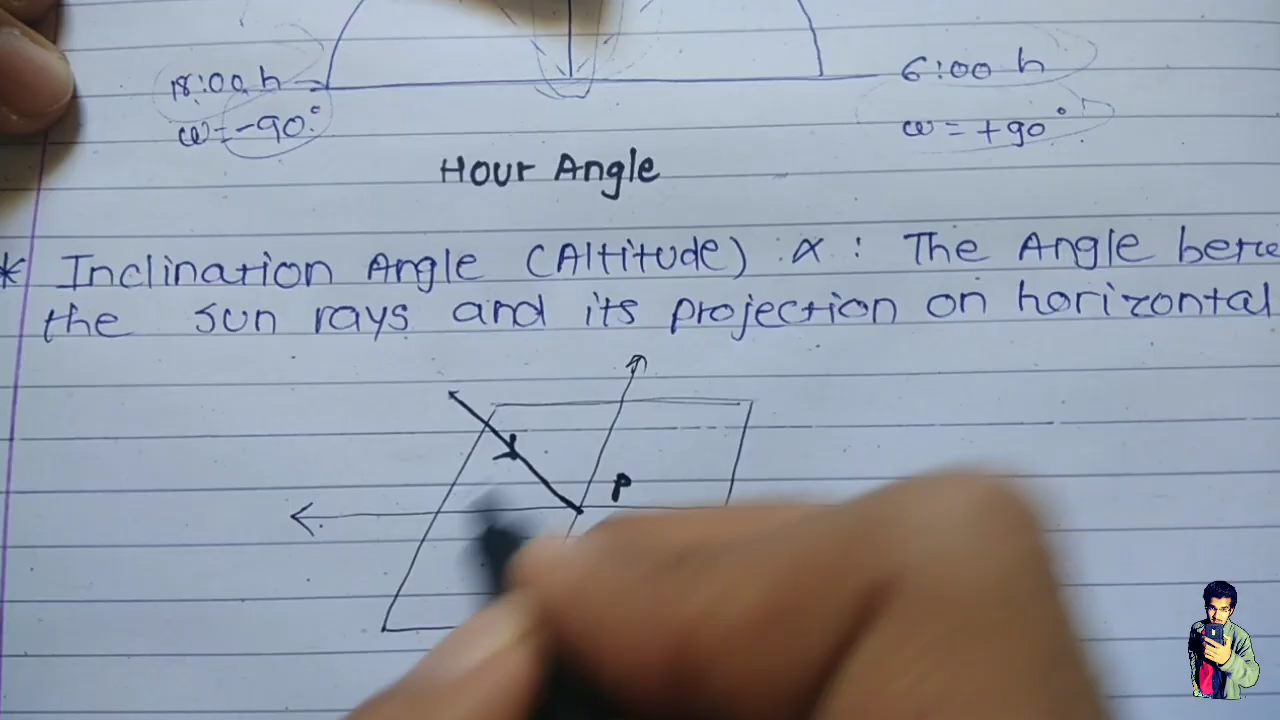 18:00 h
6:00 h
ω = -90°
ω = +90°
Hour Angle
* Inclination Angle (Altitude) α : The Angle
the sun rays and its projection on horizontal
P